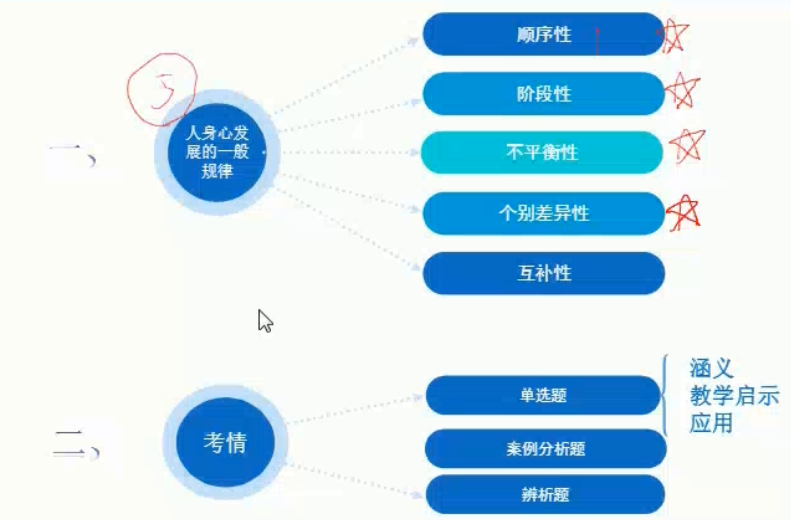 5
一、
人身心发
展的一般
规律
顺序性
阶段性
不平衡性
个别差异性
互补性
二、
考情
单选题
案例分析题
辨析题
涵义
教学启示
应用